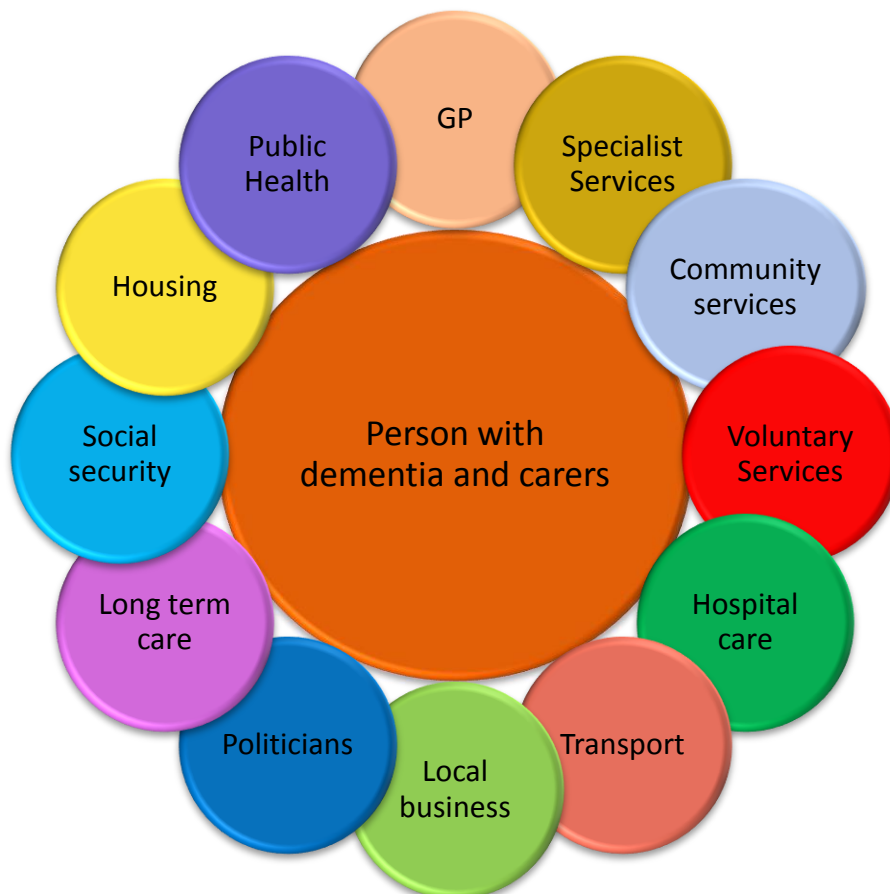 GP
Specialist
Services
Community
services
Voluntary
Services
Hospital
care
Transport
Local
business
Politicians
Long term
care
Social
security
Housing
Public
Health
Person with
dementia and carers